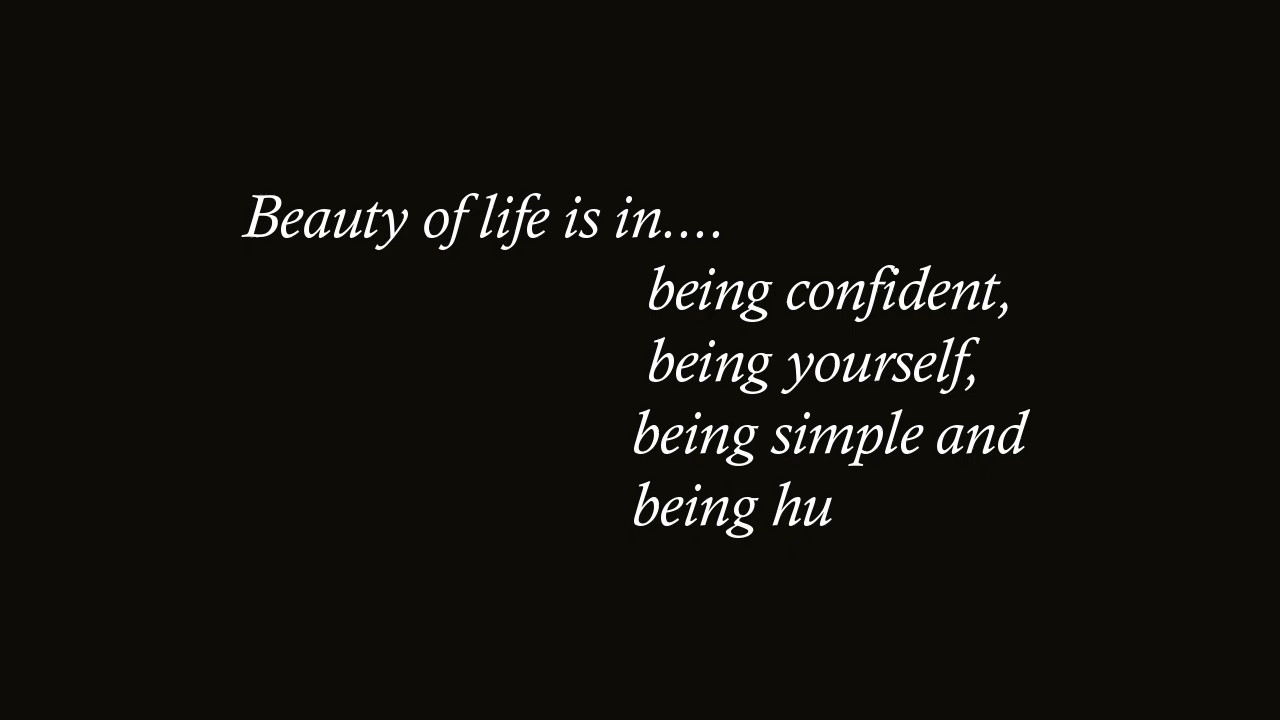 Beauty of life is in....
being confident,
being yourself,
being simple and
being hu